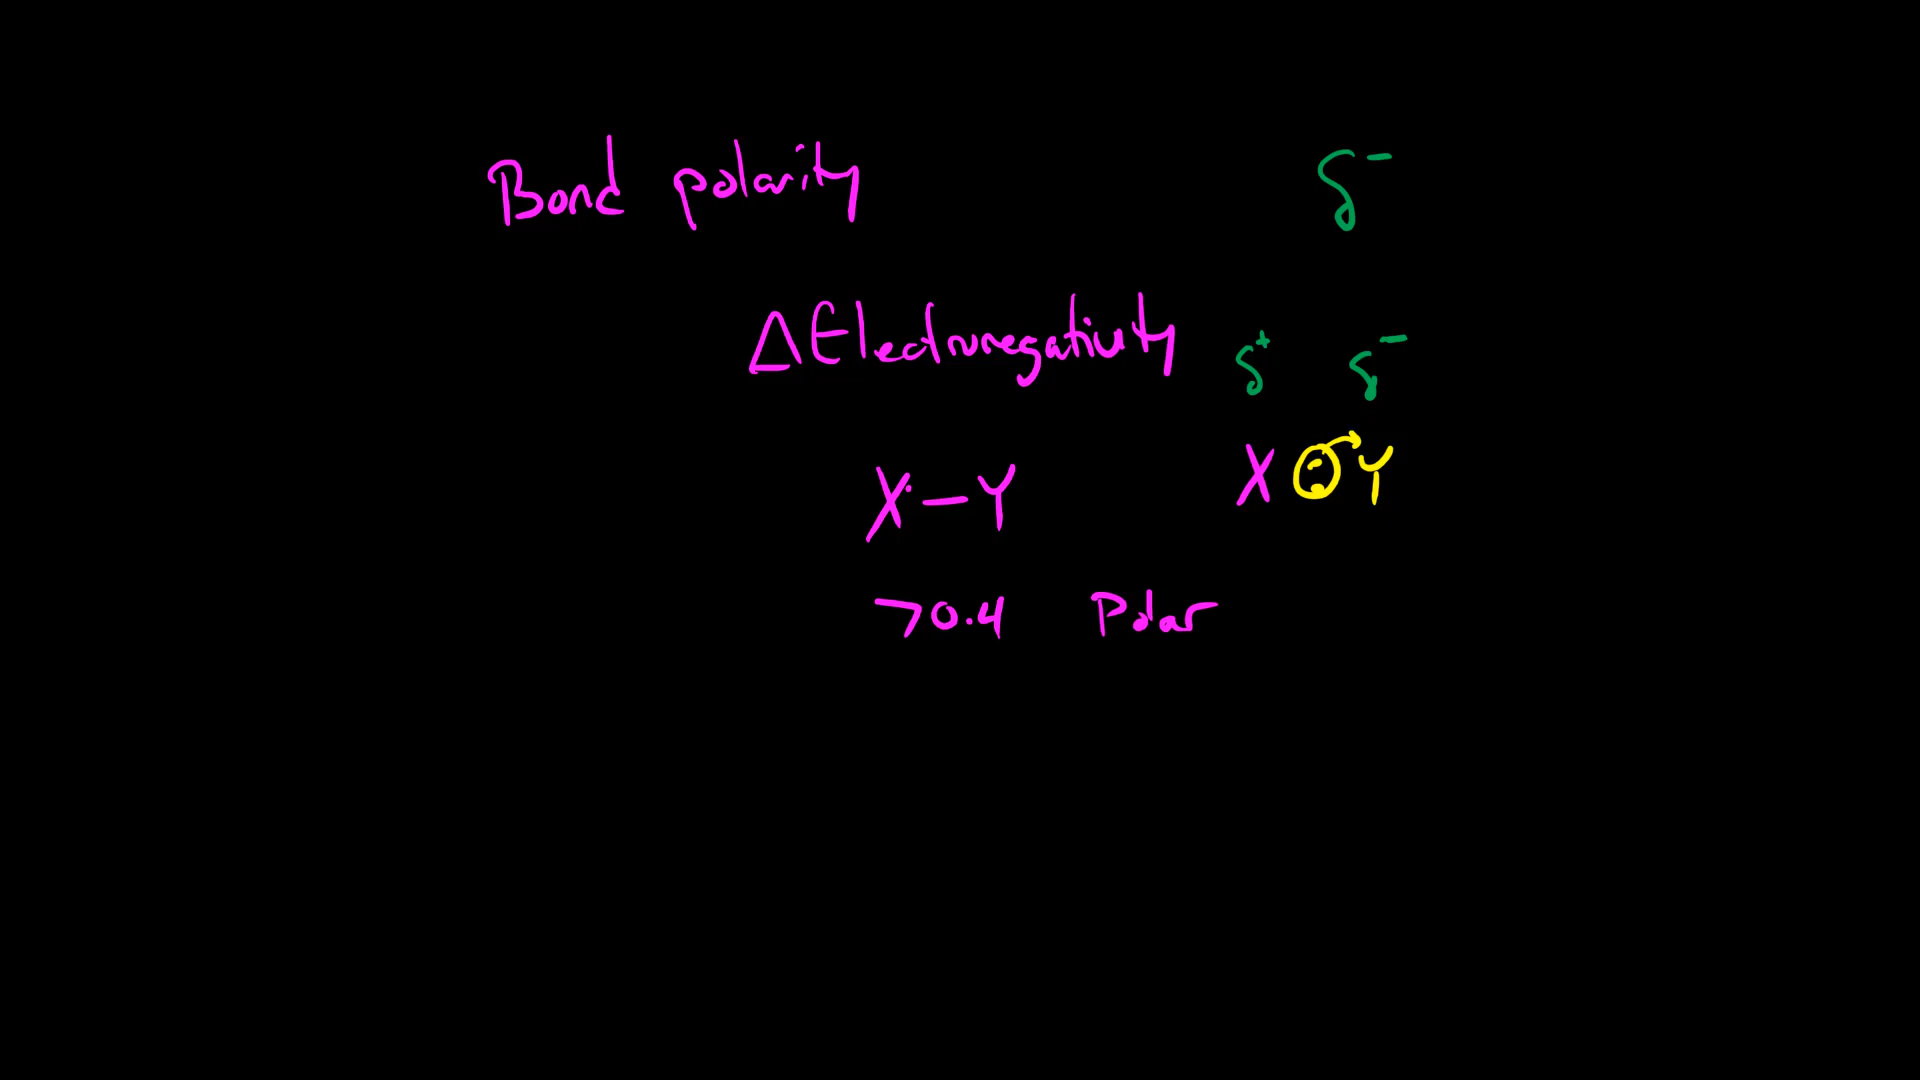 Bond polarity
δ⁻
ΔElectronegativity
δ⁺ δ⁻
X – Y
X : Y
>0.4 Polar